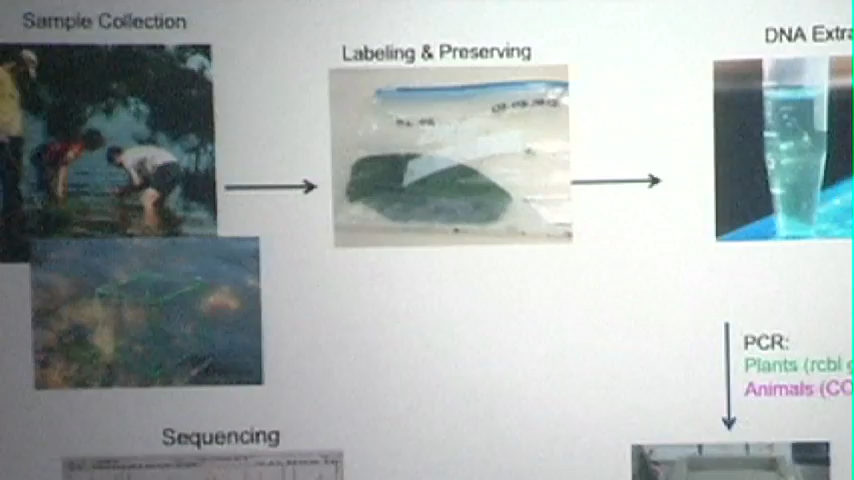 Sample Collection
Labeling & Preserving
DNA Extra
PCR:
Plants (rcbl g
Animals (CO
Sequencing